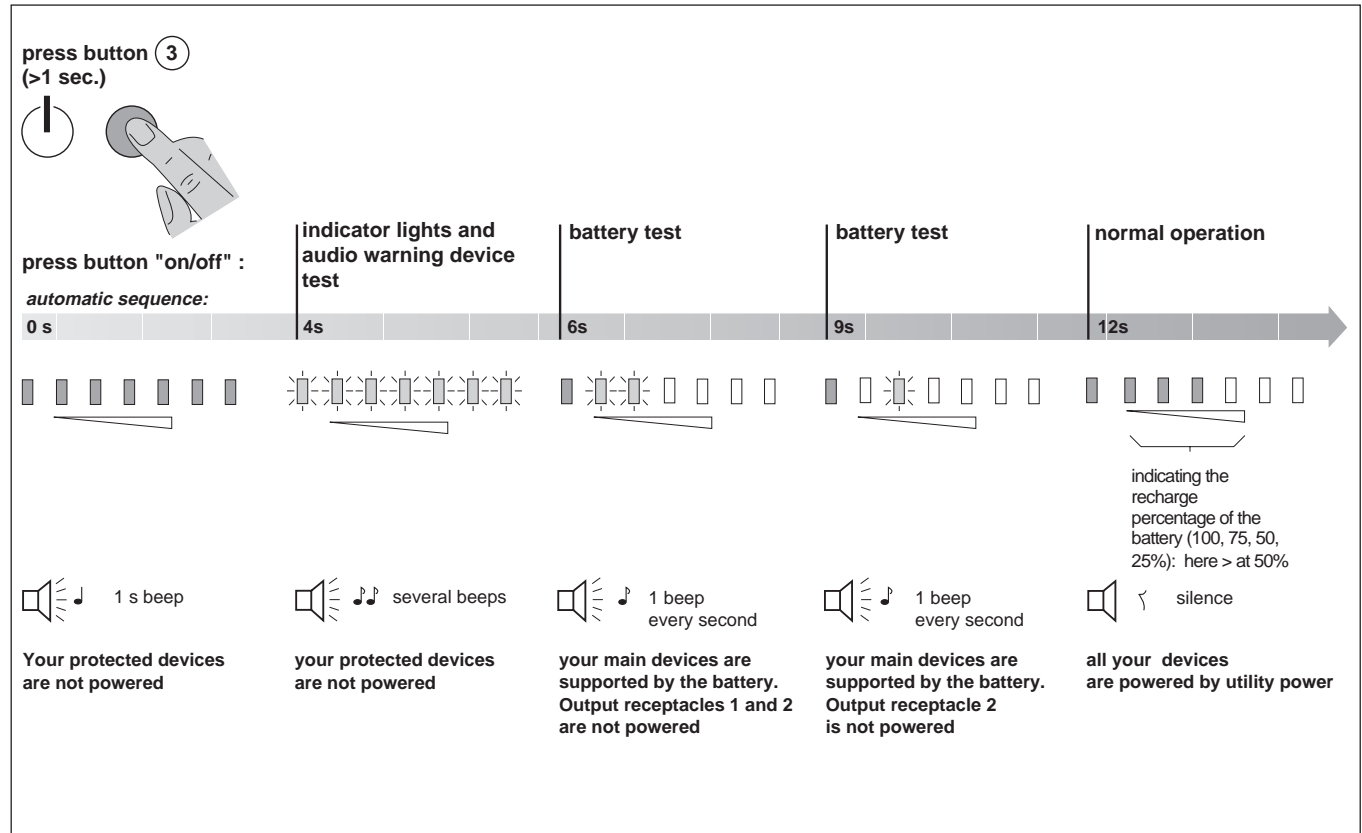 press button 3
(>1 sec.)
press button "on/off" :
automatic sequence:
indicator lights and
audio warning device
test
battery test
battery test
normal operation
0 s
4s
6s
9s
12s
indicating the
recharge
percentage of the
battery (100, 75, 50,
25%): here > at 50%
1 s beep
several beeps
1 beep
every second
1 beep
every second
silence
Your protected devices
are not powered
your protected devices
are not powered
your main devices are
supported by the battery.
Output receptacles 1 and 2
are not powered
your main devices are
supported by the battery.
Output receptacle 2
is not powered
all your devices
are powered by utility power